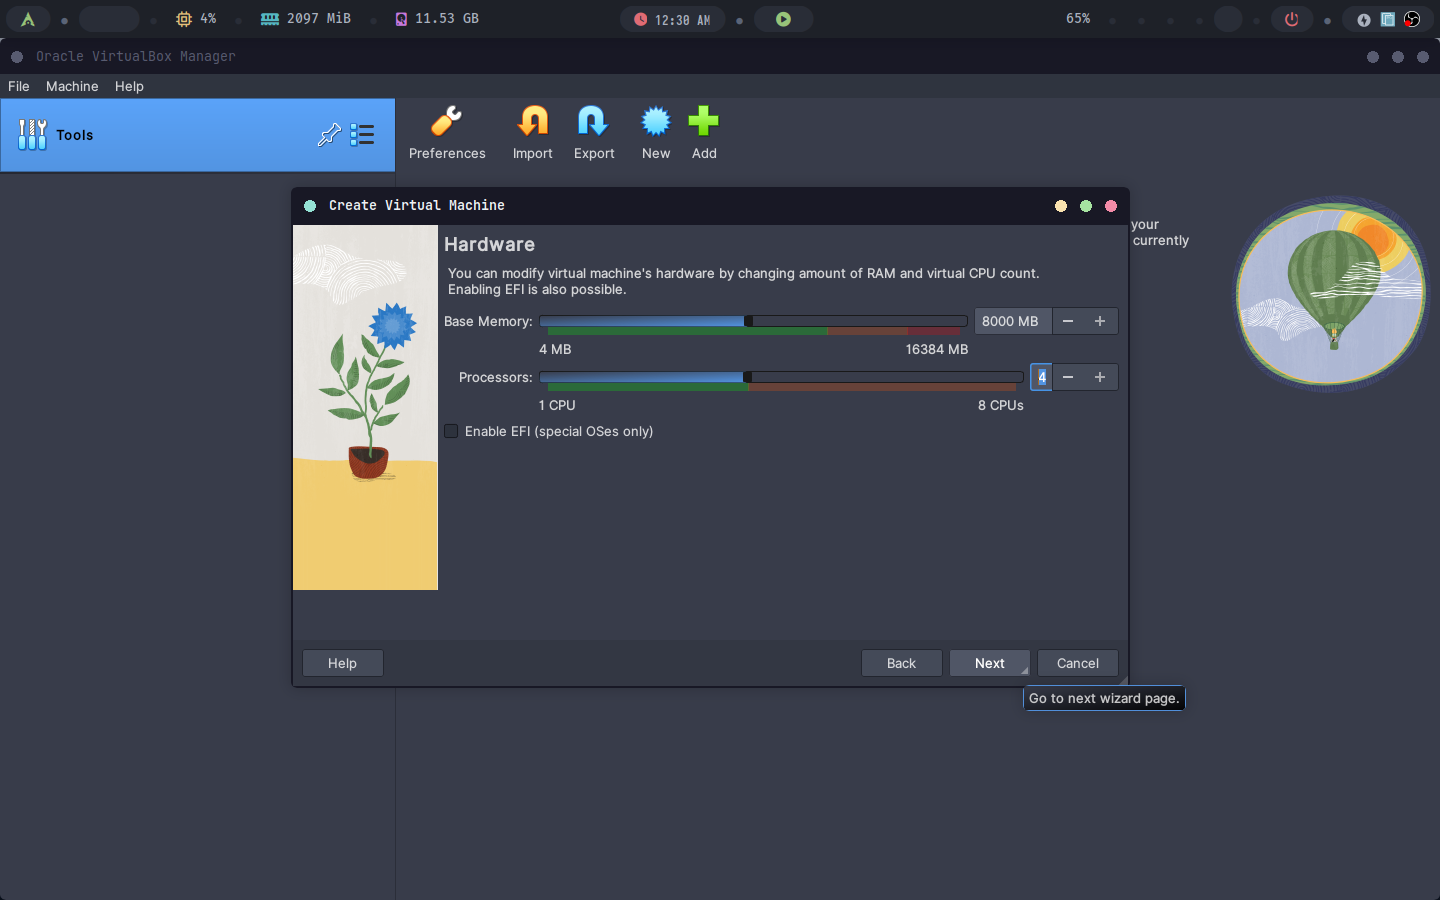 4%
2097 MiB
11.53 GB
12:30 AM
65%
Oracle VirtualBox Manager
File Machine Help
Tools
Preferences
Import
Export
New
Add
your
currently
Create Virtual Machine
Hardware
You can modify virtual machine's hardware by changing amount of RAM and virtual CPU count.
Enabling EFI is also possible.
Base Memory:
8000 MB
4 MB
16384 MB
Processors:
4
1 CPU
8 CPUs
Enable EFI (special OSes only)
Help
Back
Next
Cancel
Go to next wizard page.